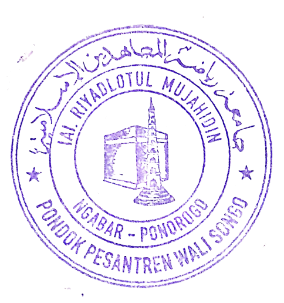 جامعة رياضة المجاهدين الإسلامية
IAI. RIYADLOTUL MUJAHIDIN
NGABAR - PONOROGO
PONDOK PESANTREN WALI SONGO